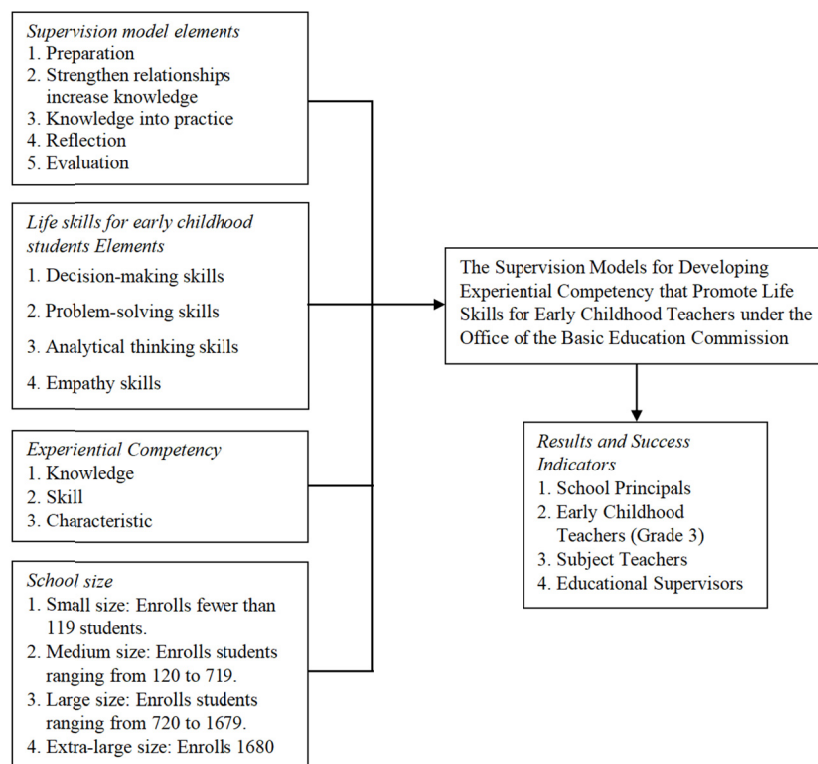 Supervision model elements
1. Preparation
2. Strengthen relationships
increase knowledge
3. Knowledge into practice
4. Reflection
5. Evaluation
Life skills for early childhood
students Elements
1. Decision-making skills
2. Problem-solving skills
3. Analytical thinking skills
4. Empathy skills
Experiential Competency
1. Knowledge
2. Skill
3. Characteristic
School size
1. Small size: Enrolls fewer than
119 students.
2. Medium size: Enrolls students
ranging from 120 to 719.
3. Large size: Enrolls students
ranging from 720 to 1679.
4. Extra-large size: Enrolls 1680
The Supervision Models for Developing
Experiential Competency that Promote Life
Skills for Early Childhood Teachers under the
Office of the Basic Education Commission
Results and Success
Indicators
1. School Principals
2. Early Childhood
Teachers (Grade 3)
3. Subject Teachers
4. Educational Supervisors